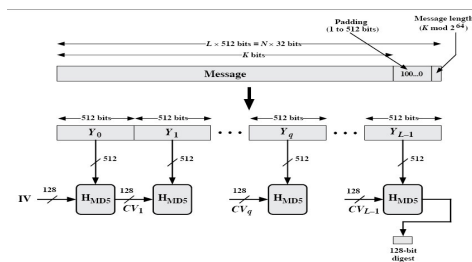 Padding
(1 to 512 bits)
Message length
(K mod 2^64)
L × 512 bits = N × 32 bits
K bits
Message
100...0
512 bits
512 bits
512 bits
512 bits
Y0
Y1
• • •
Yq
• • •
YL–1
512
512
512
512
IV
128
HMD5
128
CV1
HMD5
128
CVq
HMD5
128
CVL–1
HMD5
128-bit
digest